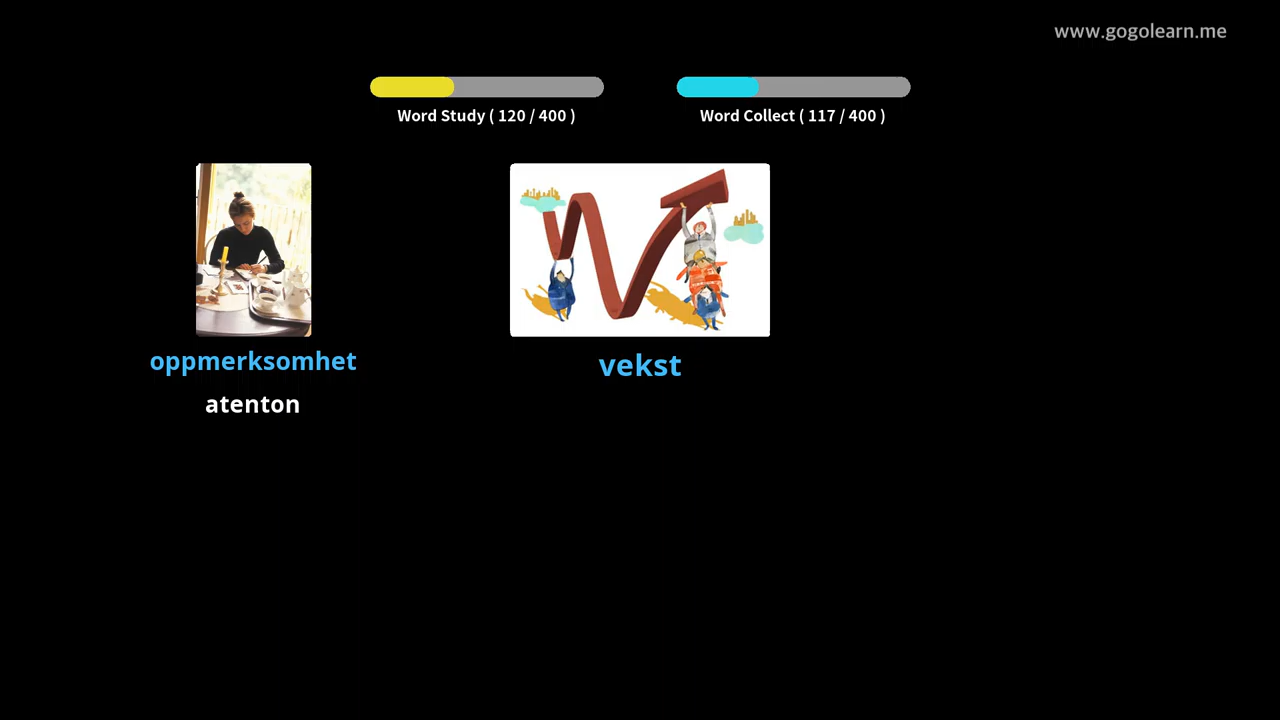 www.gogolearn.me
Word Study ( 120 / 400 )
Word Collect ( 117 / 400 )
oppmerksomhet
atenton
vekst